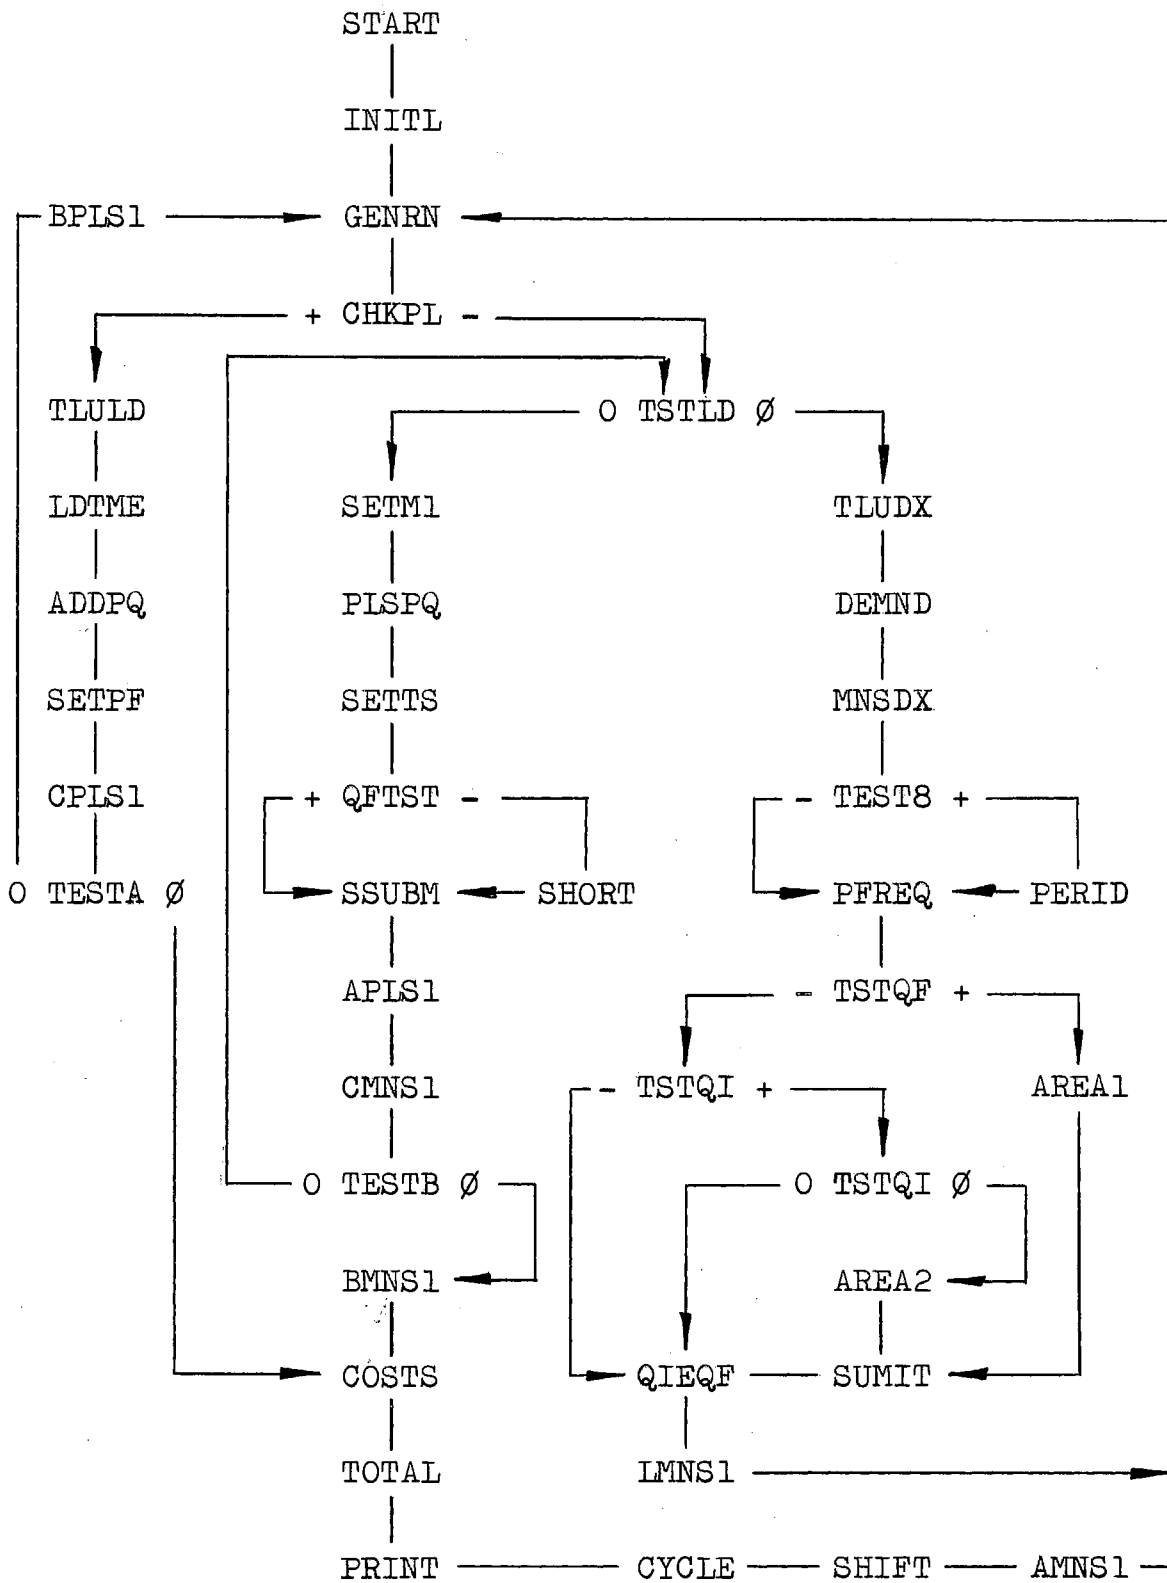 START
INITL
BPLS1 GENRN
+ CHKPL -
TLULD O TSTLD Ø
LDTME SETM1 TLUDX
ADDPQ PLSPQ DEMND
SETPF SETTS MNSDX
CPLS1 + QFTST - - TEST8 +
O TESTA Ø SSUBM SHORT PFREQ PERID
APLS1 - TSTQF +
CMNS1 - TSTQI + AREA1
O TESTB Ø O TSTQI Ø
BMNS1 AREA2
COSTS QIEQF SUMIT
TOTAL LMNS1
PRINT CYCLE SHIFT AMNS1